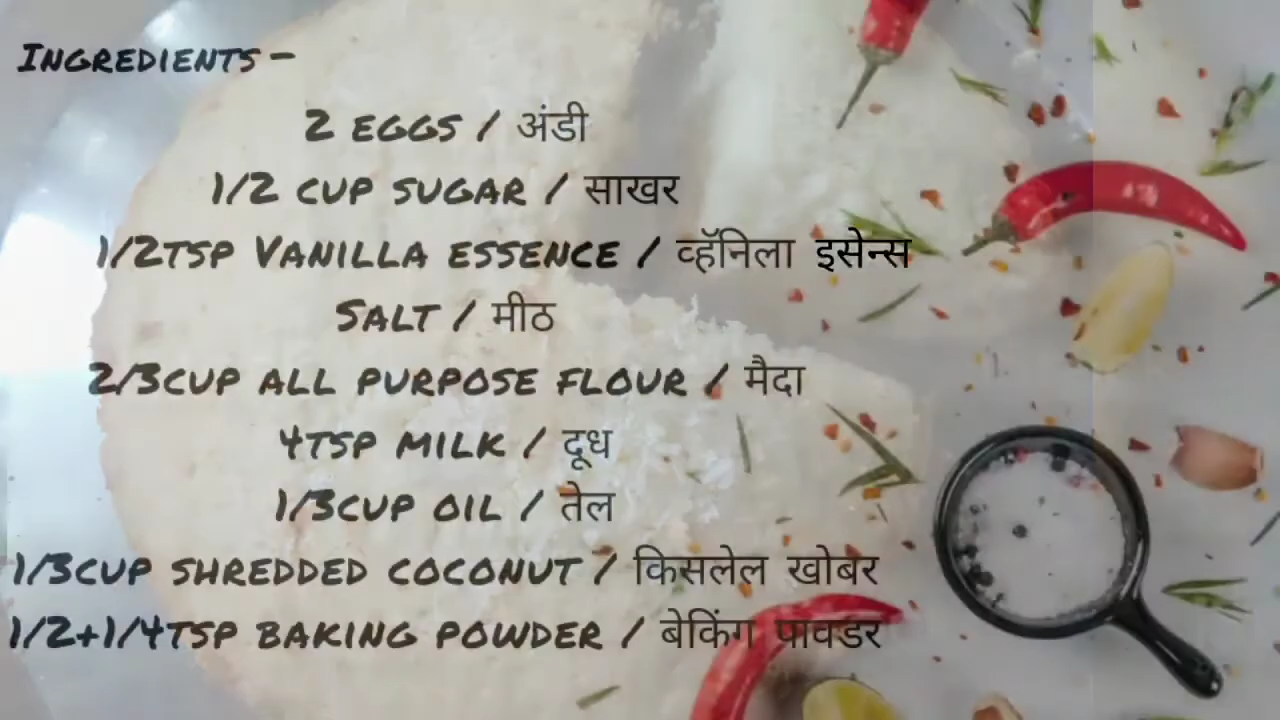 Ingredients -
2 eggs / अंडी
1/2 cup sugar / साखर
1/2tsp Vanilla essence / व्हॅनिला इसेन्स
Salt / मीठ
2/3cup all purpose flour / मैदा
4tsp milk / दूध
1/3cup oil / तेल
1/3cup shredded coconut / किसलेल खोबर
1/2+1/4tsp baking powder / बेकिंग पावडर